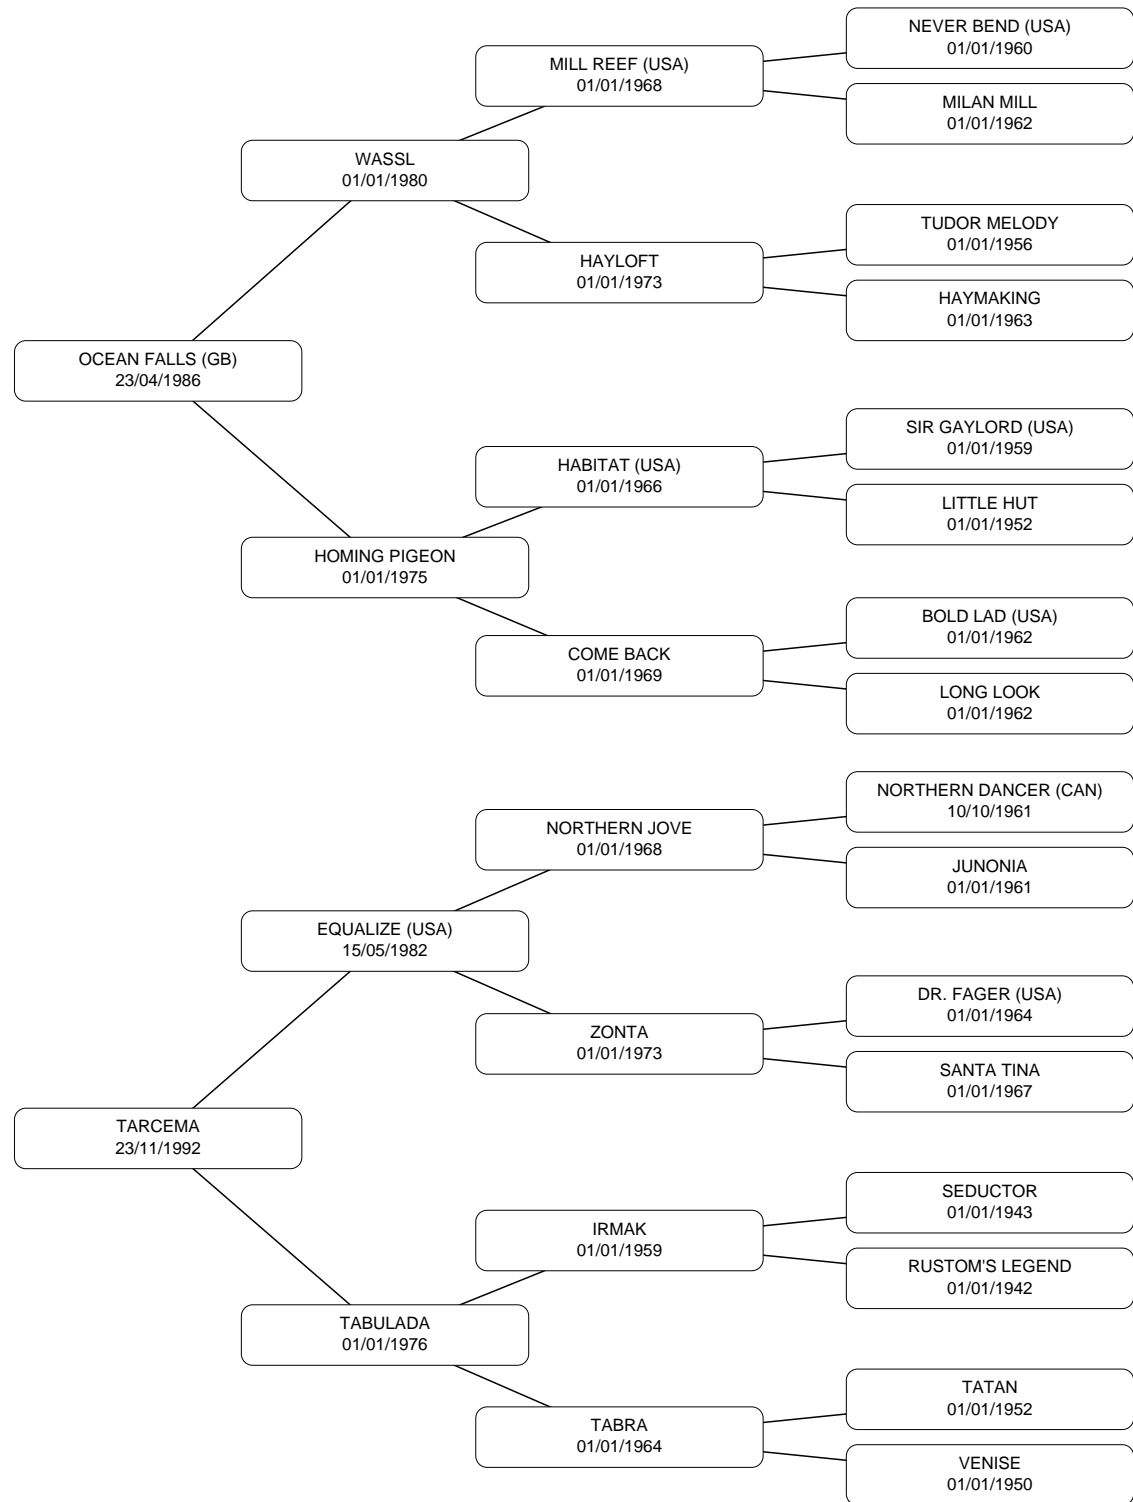 NEVER BEND (USA)
01/01/1960
MILL REEF (USA)
01/01/1968
MILAN MILL
01/01/1962
WASSL
01/01/1980
TUDOR MELODY
01/01/1956
HAYLOFT
01/01/1973
HAYMAKING
01/01/1963
OCEAN FALLS (GB)
23/04/1986
SIR GAYLORD (USA)
01/01/1959
HABITAT (USA)
01/01/1966
LITTLE HUT
01/01/1952
HOMING PIGEON
01/01/1975
BOLD LAD (USA)
01/01/1962
COME BACK
01/01/1969
LONG LOOK
01/01/1962
NORTHERN DANCER (CAN)
10/10/1961
NORTHERN JOVE
01/01/1968
JUNONIA
01/01/1961
EQUALIZE (USA)
15/05/1982
DR. FAGER (USA)
01/01/1964
ZONTA
01/01/1973
SANTA TINA
01/01/1967
TARCEMA
23/11/1992
SEDUCTOR
01/01/1943
IRMAK
01/01/1959
RUSTOM'S LEGEND
01/01/1942
TABULADA
01/01/1976
TATAN
01/01/1952
TABRA
01/01/1964
VENISE
01/01/1950